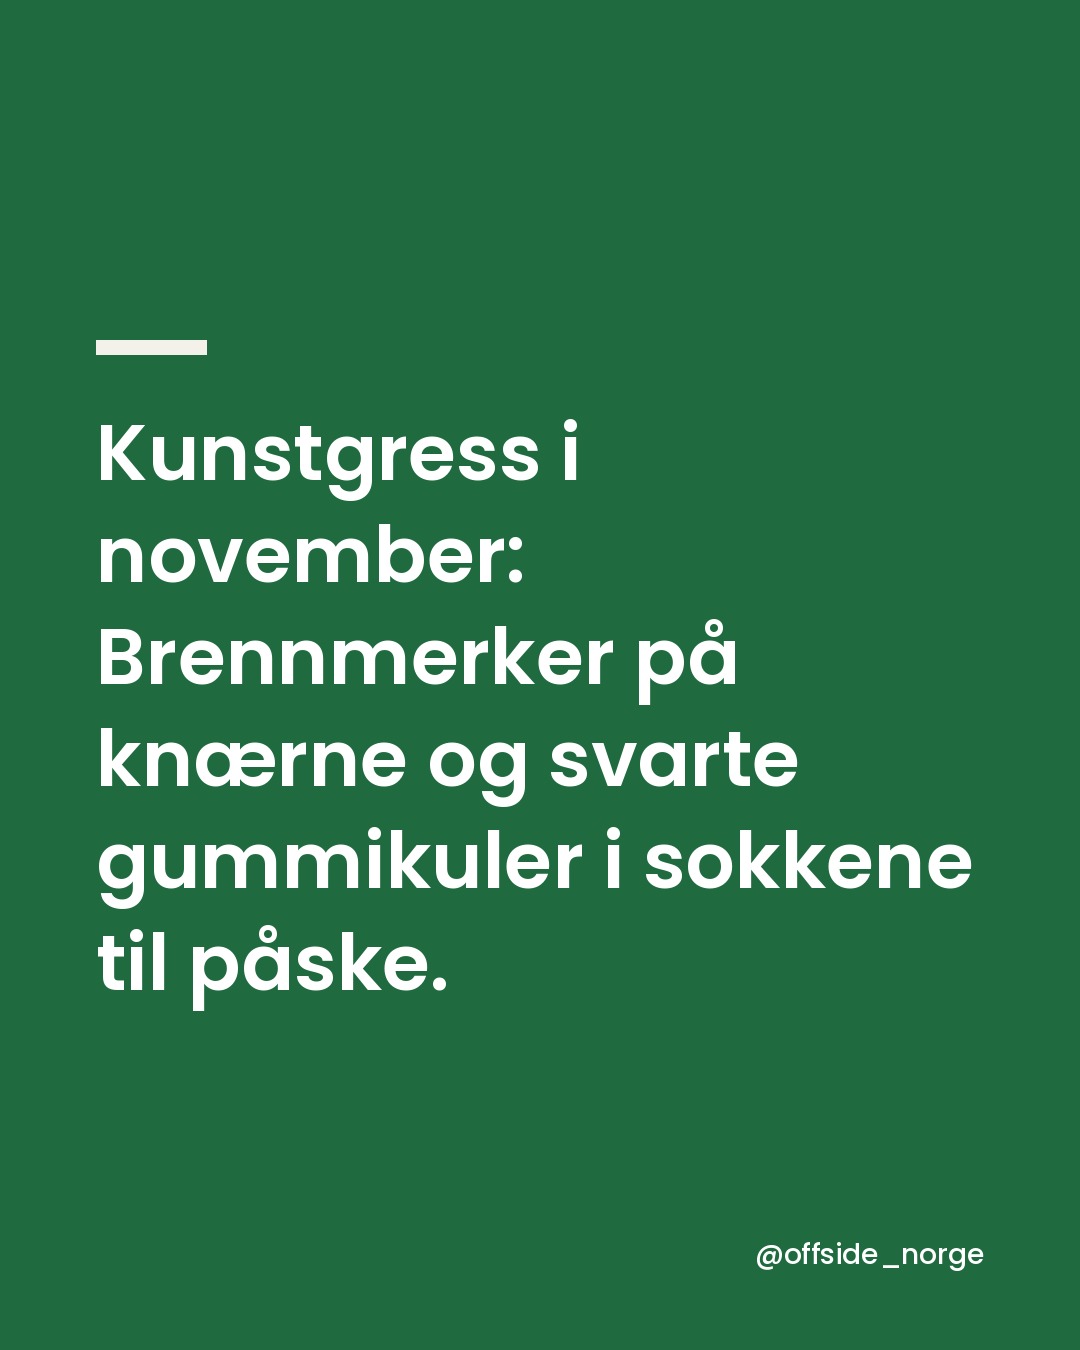 Kunstgress i
november:
Brennmerker på
knærne og svarte
gummikuler i sokkene
til påske.
@offside_norge